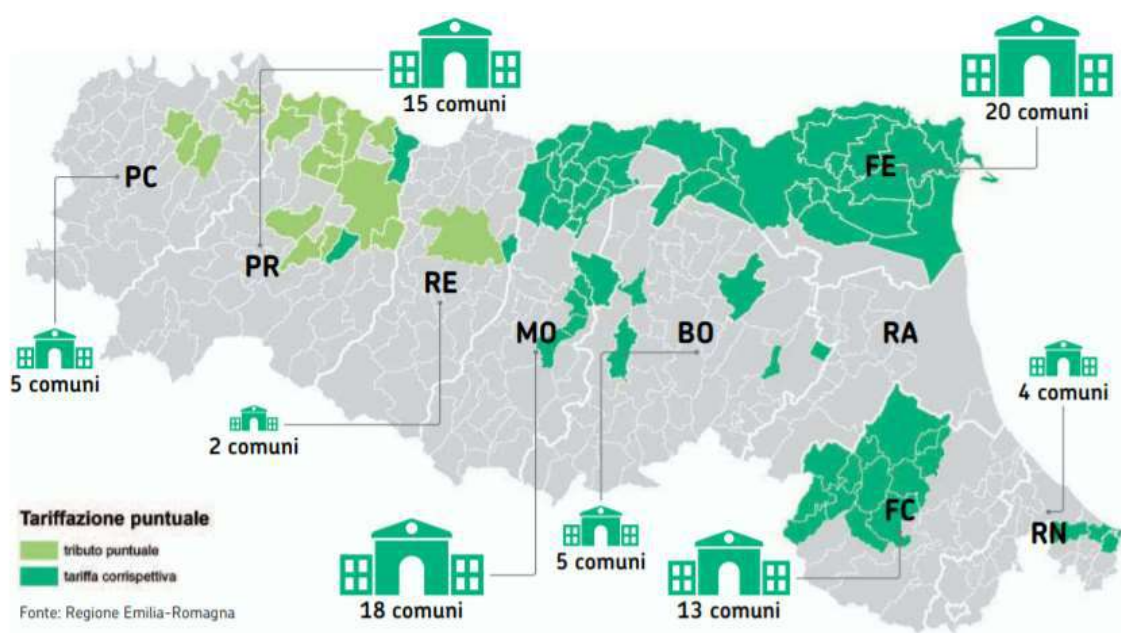 15 comuni
20 comuni
PC
FE
PR
RE
MO
BO
RA
5 comuni
4 comuni
2 comuni
FC
RN
Tariffazione puntuale
tributo puntuale
tariffa corrispettiva
5 comuni
18 comuni
13 comuni
Fonte: Regione Emilia-Romagna